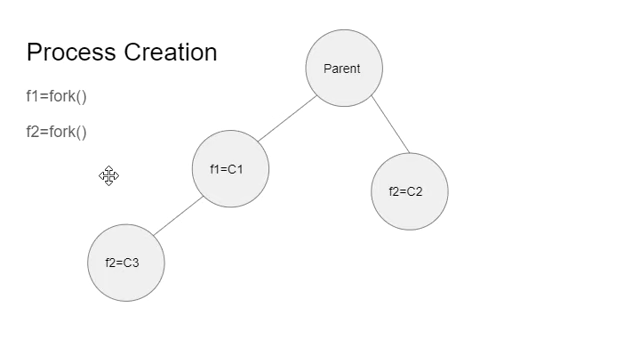 Process Creation
f1=fork()
f2=fork()
Parent
f1=C1
f2=C2
f2=C3